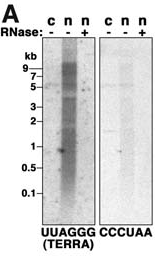 A
c n n c n n
RNase: - - + - - +
kb
9
7
5
3
2
1
0.5
0.1
UUAGGG CCCUAA
(TERRA)